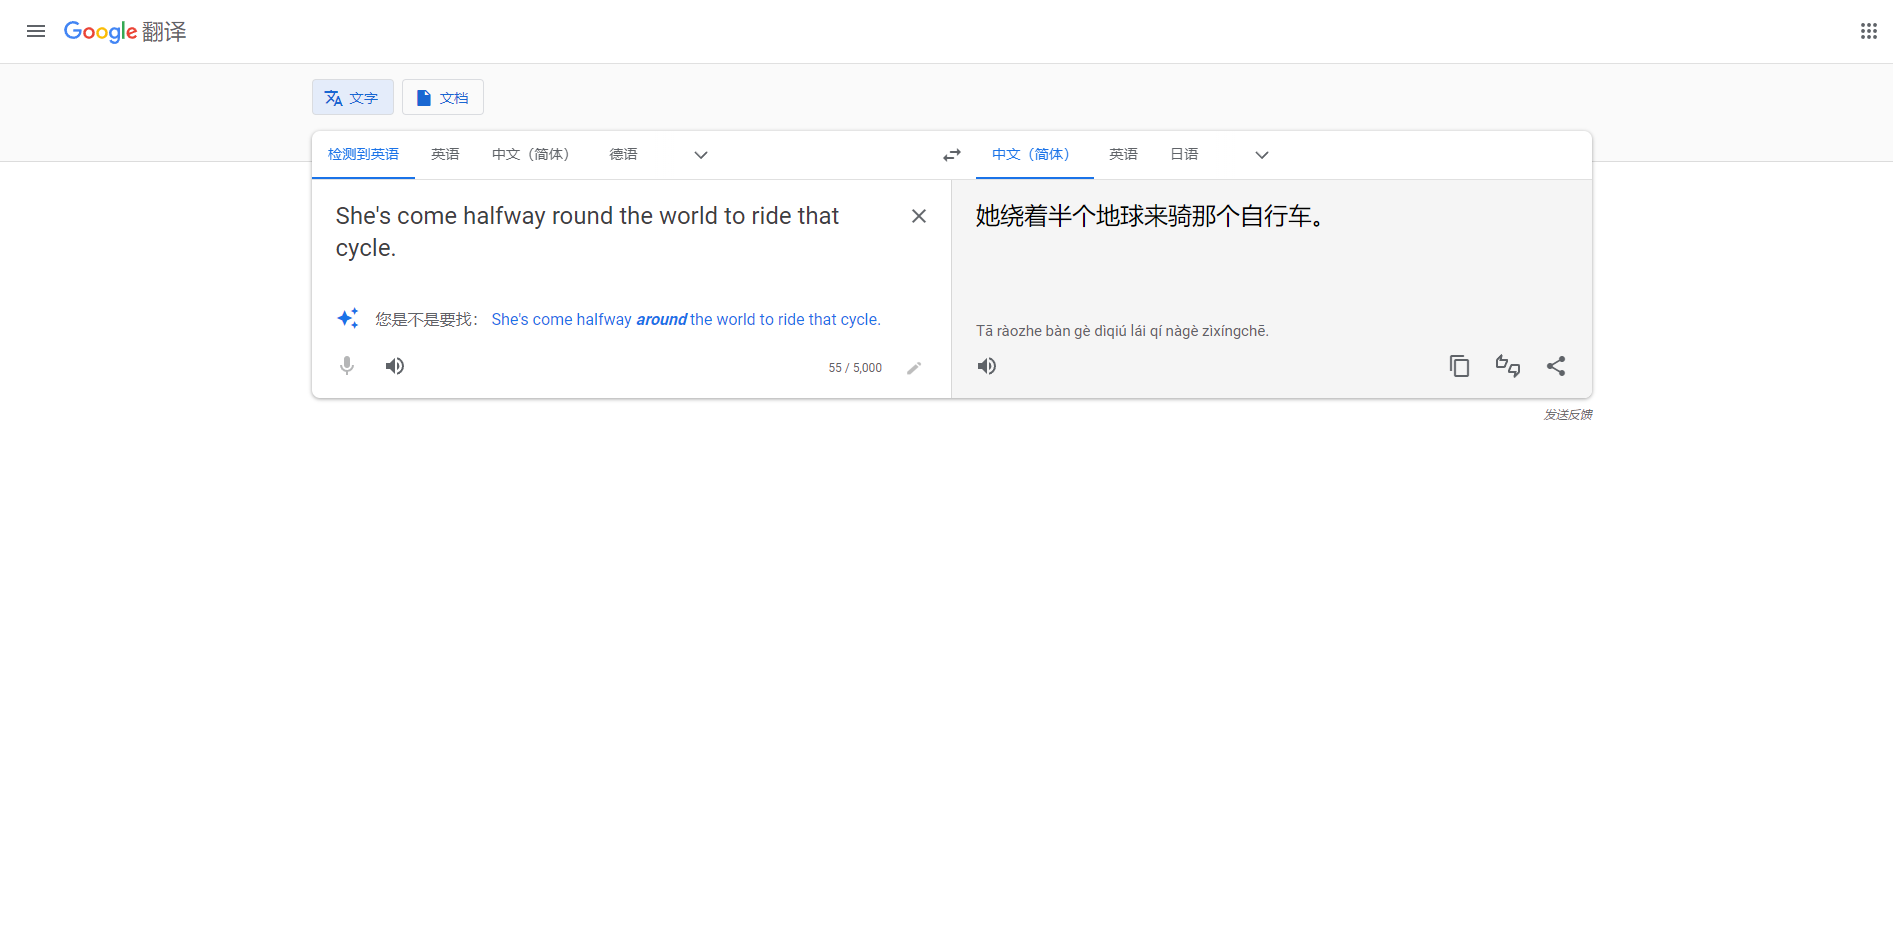 Google 翻译
文字 文档
检测到英语 英语 中文（简体） 德语 中文（简体） 英语 日语
She's come halfway round the world to ride that
cycle.
她绕着半个地球来骑那个自行车。
您是不是要找： She's come halfway around the world to ride that cycle.
Tā ràozhe bàn gè dìqiú lái qí nàgè zìxíngchē.
55 / 5,000
发送反馈